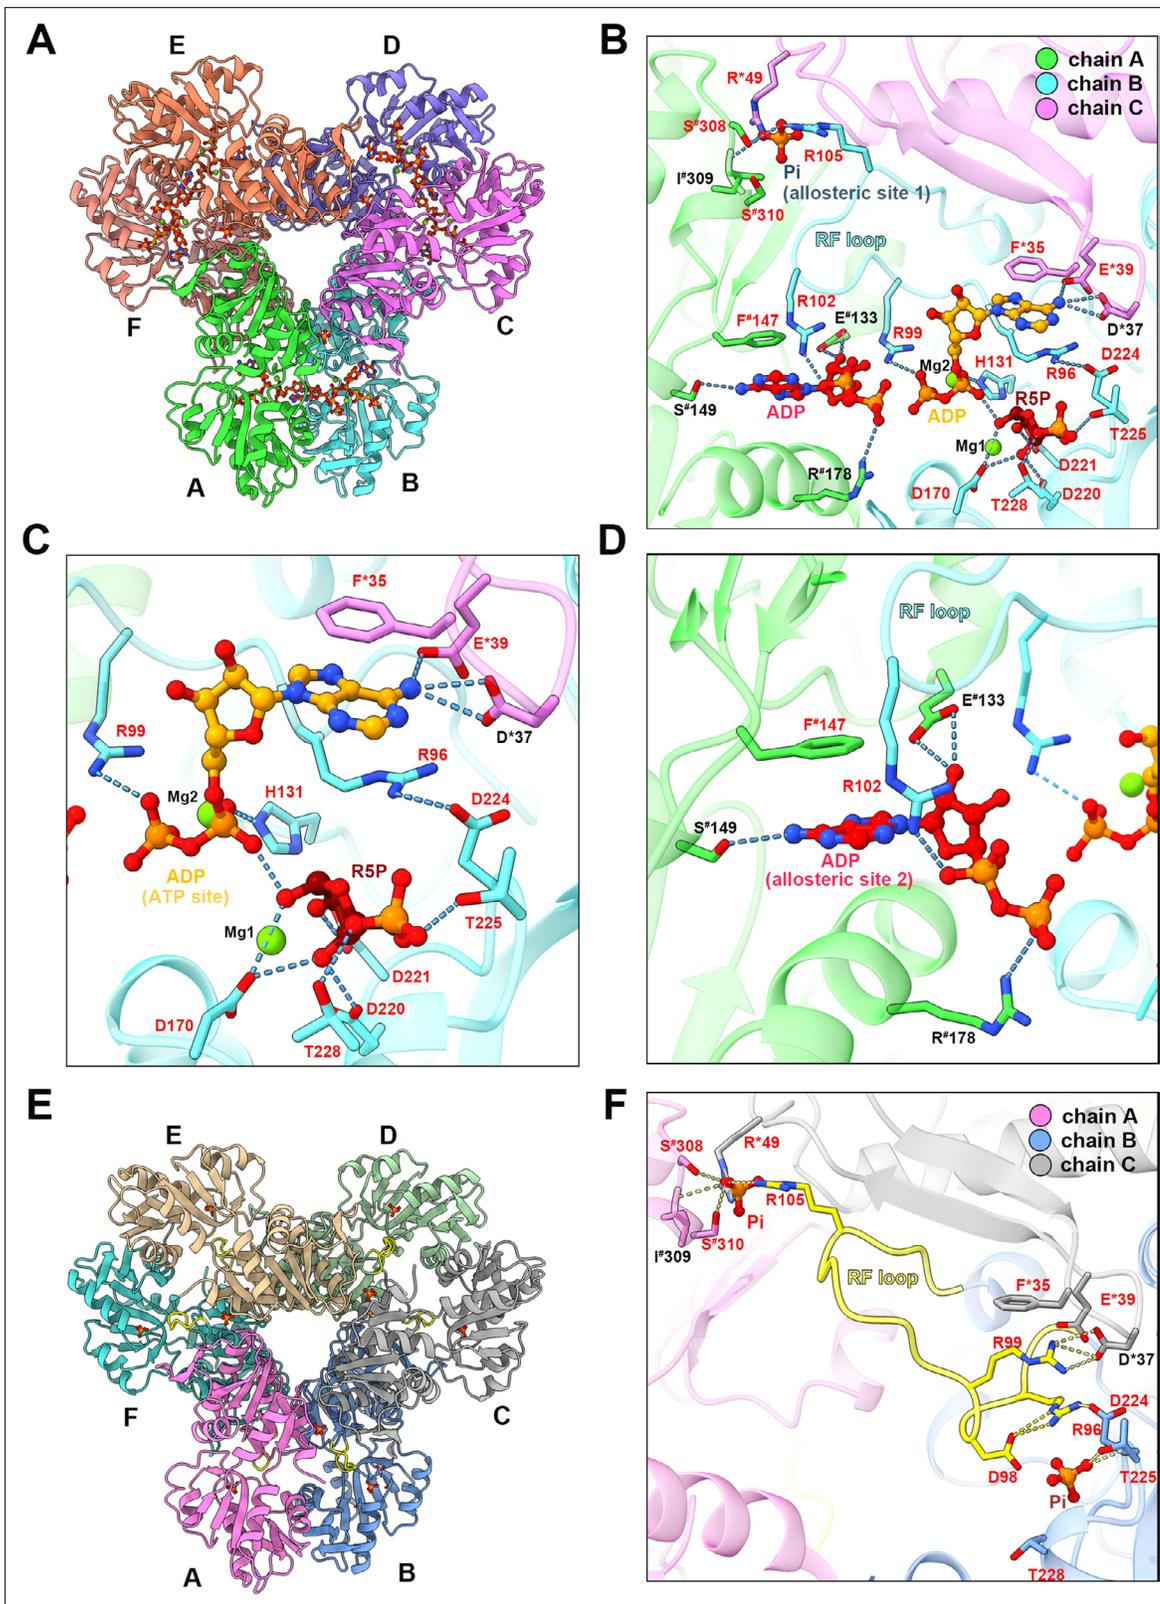 A
E
D
F
C
A
B
B
chain A
chain B
chain C
R*49
S#308
R105
I#309
Pi
(allosteric site 1)
S#310
RF loop
F*35
E*39
R102
E#133
F#147
R99
D*37
Mg2
H131
R96
D224
S#149
ADP
ADP
R5P
T225
Mg1
D221
R#178
D170
T228
D220
C
F*35
E*39
R99
D*37
R96
Mg2
H131
D224
ADP
(ATP site)
R5P
T225
Mg1
D221
D170
D220
T228
D
RF loop
E#133
F#147
R102
S#149
ADP
(allosteric site 2)
R#178
E
E
D
F
C
A
B
F
chain A
chain B
chain C
S#308
R*49
R105
Pi
S#310
I#309
RF loop
F*35
E*39
R99
D*37
D224
R96
D98
T225
Pi
T228